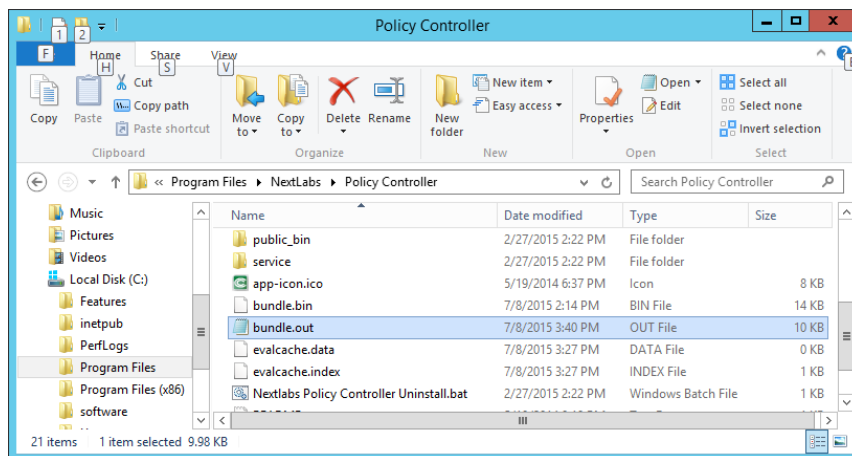 Policy Controller
1 2
F Home Share View
H S V
Copy Paste Cut Copy path Paste shortcut Move to Copy to Delete Rename New folder New item Easy access Properties Open Edit Select all Select none Invert selection
Clipboard Organize New Open Select
« Program Files NextLabs Policy Controller Search Policy Controller
Music
Pictures
Videos
Local Disk (C:)
Features
inetpub
PerfLogs
Program Files
Program Files (x86)
software
Name Date modified Type Size
public_bin 2/27/2015 2:22 PM File folder
service 2/27/2015 2:22 PM File folder
app-icon.ico 5/19/2014 6:37 PM Icon 8 KB
bundle.bin 7/8/2015 2:14 PM BIN File 14 KB
bundle.out 7/8/2015 3:40 PM OUT File 10 KB
evalcache.data 7/8/2015 3:27 PM DATA File 0 KB
evalcache.index 7/8/2015 3:27 PM INDEX File 1 KB
Nextlabs Policy Controller Uninstall.bat 2/27/2015 2:22 PM Windows Batch File 1 KB
21 items 1 item selected 9.98 KB